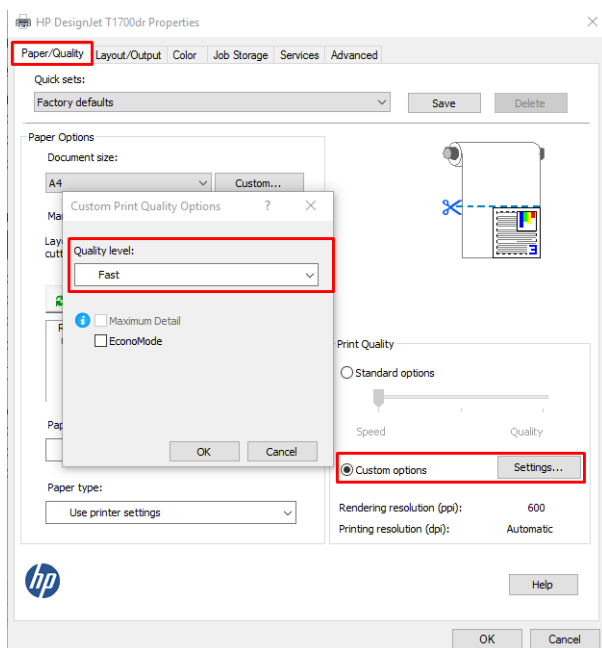 HP DesignJet T1700dr Properties
Paper/Quality Layout/Output Color Job Storage Services Advanced
Quick sets:
Factory defaults
Save Delete
Paper Options
Document size:
A4
Custom...
Custom Print Quality Options ? 
Quality level:
Fast
Maximum Detail
EconoMode
OK Cancel
Print Quality
Standard options
Speed Quality
Custom options Settings...
Paper type:
Use printer settings
Rendering resolution (ppi): 600
Printing resolution (dpi): Automatic
hp
Help
OK Cancel